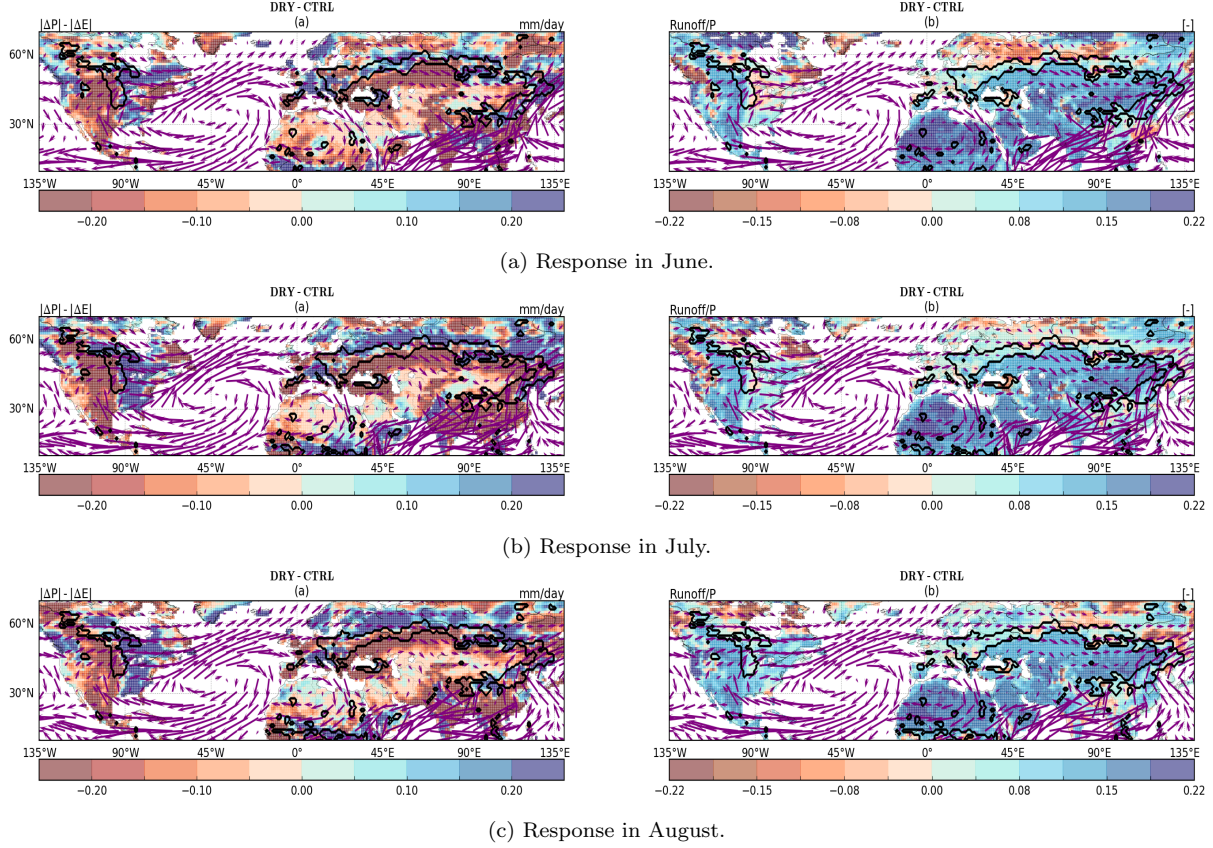 DRY - CTRL
(a)
|ΔP| - |ΔE| mm/day
60°N
30°N
135°W 90°W 45°W 0° 45°E 90°E 135°E
−0.20 −0.10 0.00 0.10 0.20
DRY - CTRL
(b)
Runoff/P [-]
135°W 90°W 45°W 0° 45°E 90°E 135°E
−0.22 −0.15 −0.08 0.00 0.08 0.15 0.22
(a) Response in June.
DRY - CTRL
(a)
|ΔP| - |ΔE| mm/day
60°N
30°N
135°W 90°W 45°W 0° 45°E 90°E 135°E
−0.20 −0.10 0.00 0.10 0.20
DRY - CTRL
(b)
Runoff/P [-]
135°W 90°W 45°W 0° 45°E 90°E 135°E
−0.22 −0.15 −0.08 0.00 0.08 0.15 0.22
(b) Response in July.
DRY - CTRL
(a)
|ΔP| - |ΔE| mm/day
60°N
30°N
135°W 90°W 45°W 0° 45°E 90°E 135°E
−0.20 −0.10 0.00 0.10 0.20
DRY - CTRL
(b)
Runoff/P [-]
135°W 90°W 45°W 0° 45°E 90°E 135°E
−0.22 −0.15 −0.08 0.00 0.08 0.15 0.22
(c) Response in August.